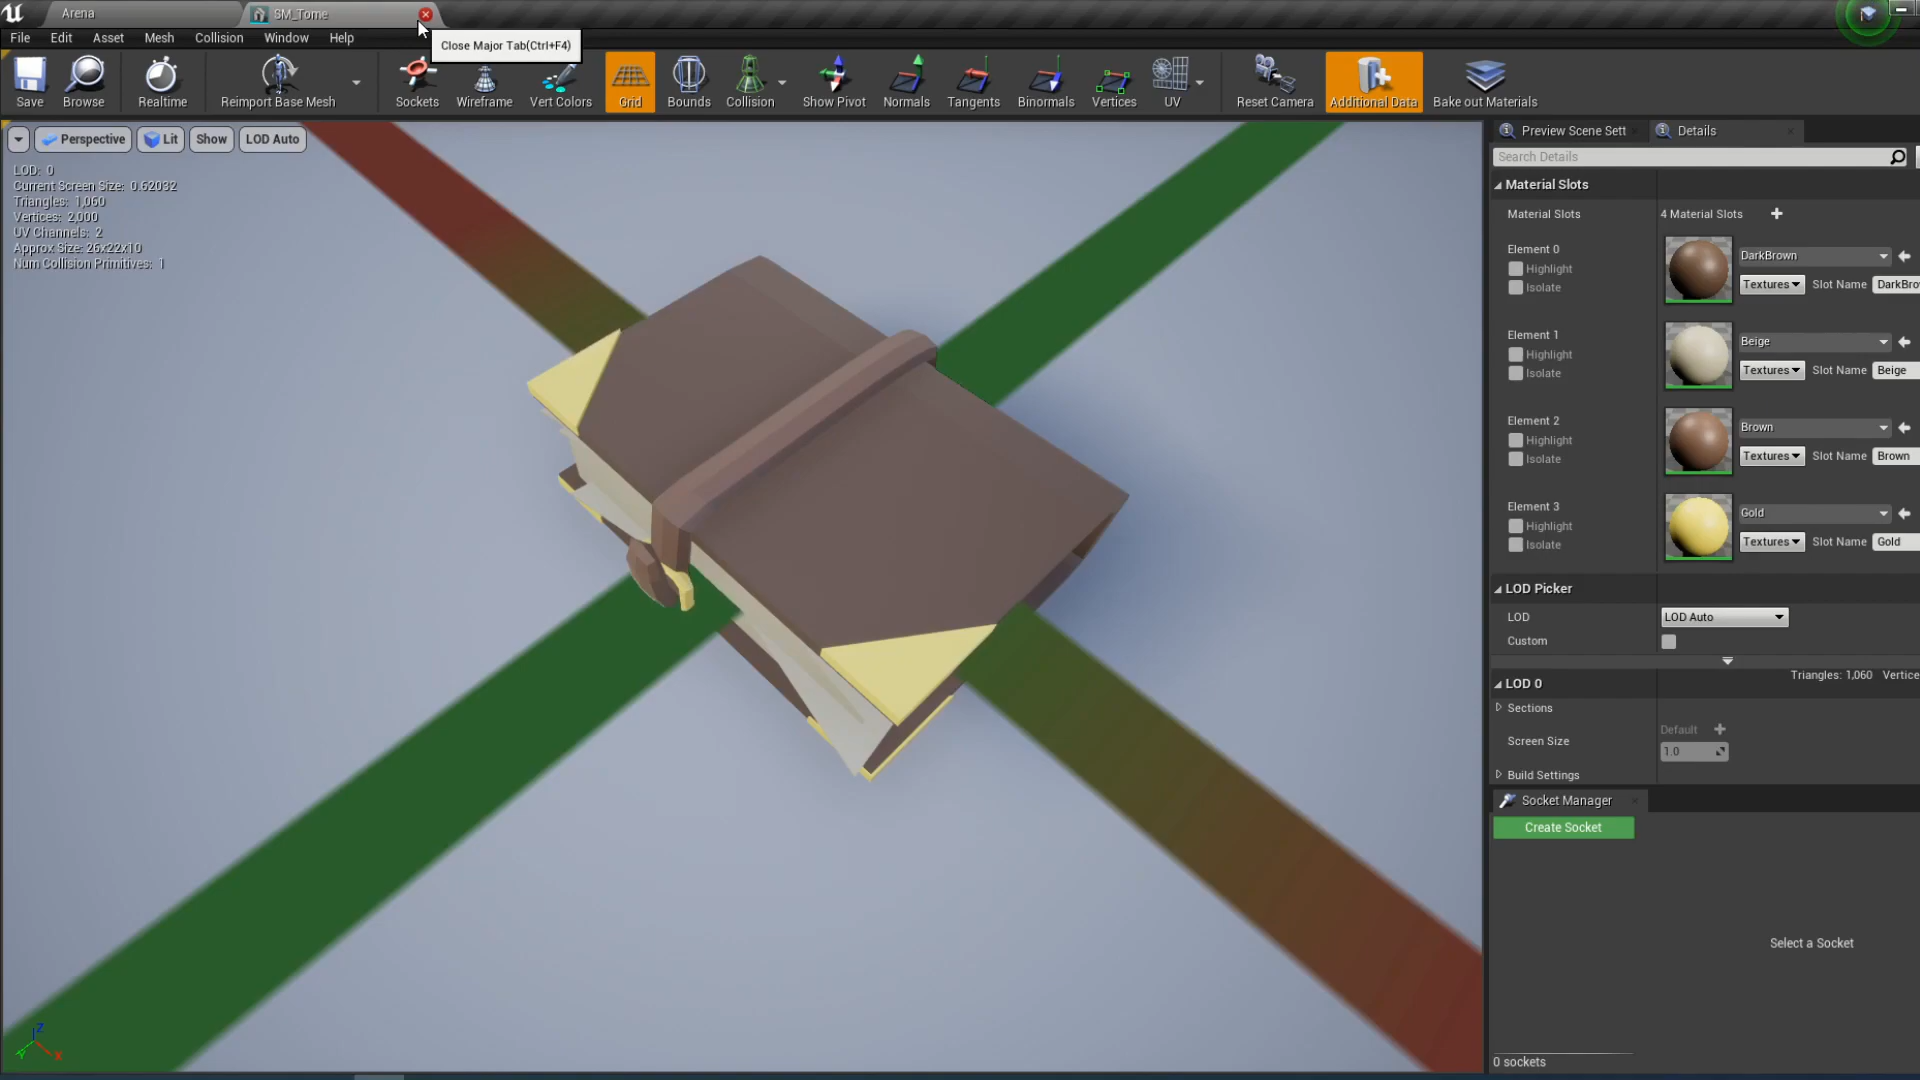 Arena
SM_Tome
File Edit Asset Mesh Collision Window Help
Close Major Tab(Ctrl+F4)
Save Browse Realtime Reimport Base Mesh Sockets Wireframe Vert Colors Grid Bounds Collision Show Pivot Normals Tangents Binormals Vertices UV Reset Camera Additional Data Bake out Materials
Perspective Lit Show LOD Auto
LOD: 0
Current Screen Size: 0.62032
Triangles: 1,060
Vertices: 2,000
UV Channels: 2
Approx Size: 26x22x10
Num Collision Primitives: 1
Z
Y
X
Preview Scene Sett Details
Search Details
Material Slots
Material Slots 4 Material Slots
Element 0
Highlight
Isolate
DarkBrown
Textures Slot Name DarkBro
Element 1
Highlight
Isolate
Beige
Textures Slot Name Beige
Element 2
Highlight
Isolate
Brown
Textures Slot Name Brown
Element 3
Highlight
Isolate
Gold
Textures Slot Name Gold
LOD Picker
LOD LOD Auto
Custom
Triangles: 1,060 Vertice
LOD 0
Sections
Default
Screen Size 1.0
Build Settings
Socket Manager
Create Socket
Select a Socket
0 sockets